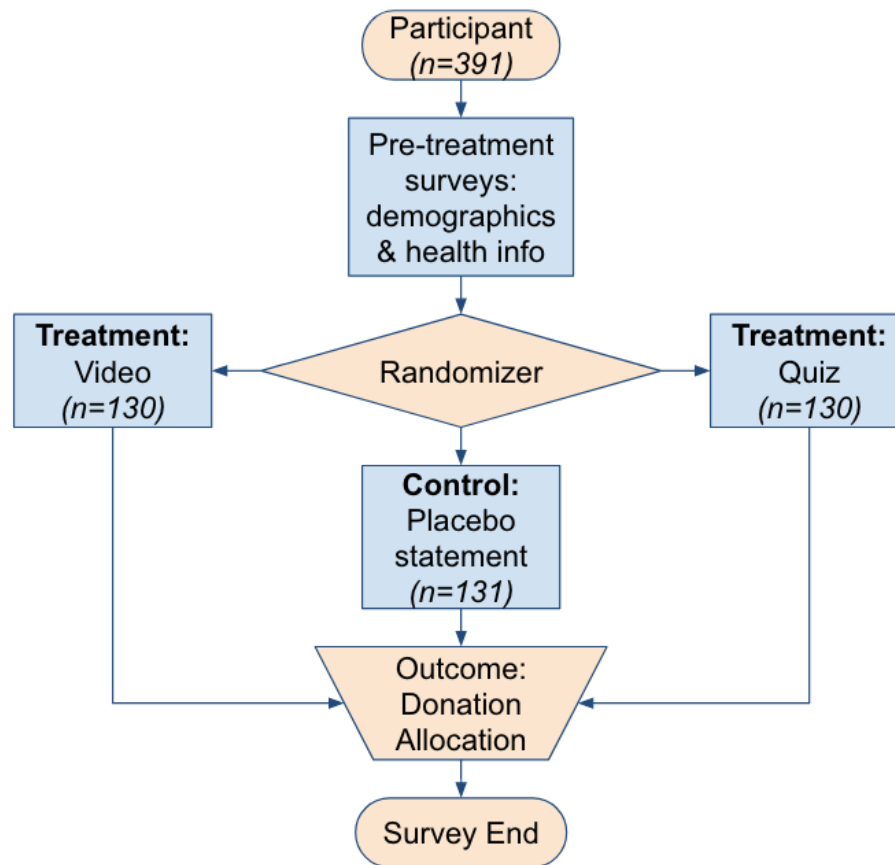 Participant
(n=391)
Pre-treatment
surveys:
demographics
& health info
Treatment:
Video
(n=130)
Randomizer
Treatment:
Quiz
(n=130)
Control:
Placebo
statement
(n=131)
Outcome:
Donation
Allocation
Survey End